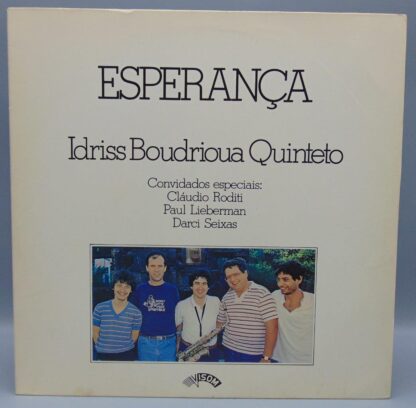 ESPERANÇA
Idriss Boudrioua Quinteto
Convidados especiais:
Cláudio Roditi
Paul Lieberman
Darci Seixas
VISOM